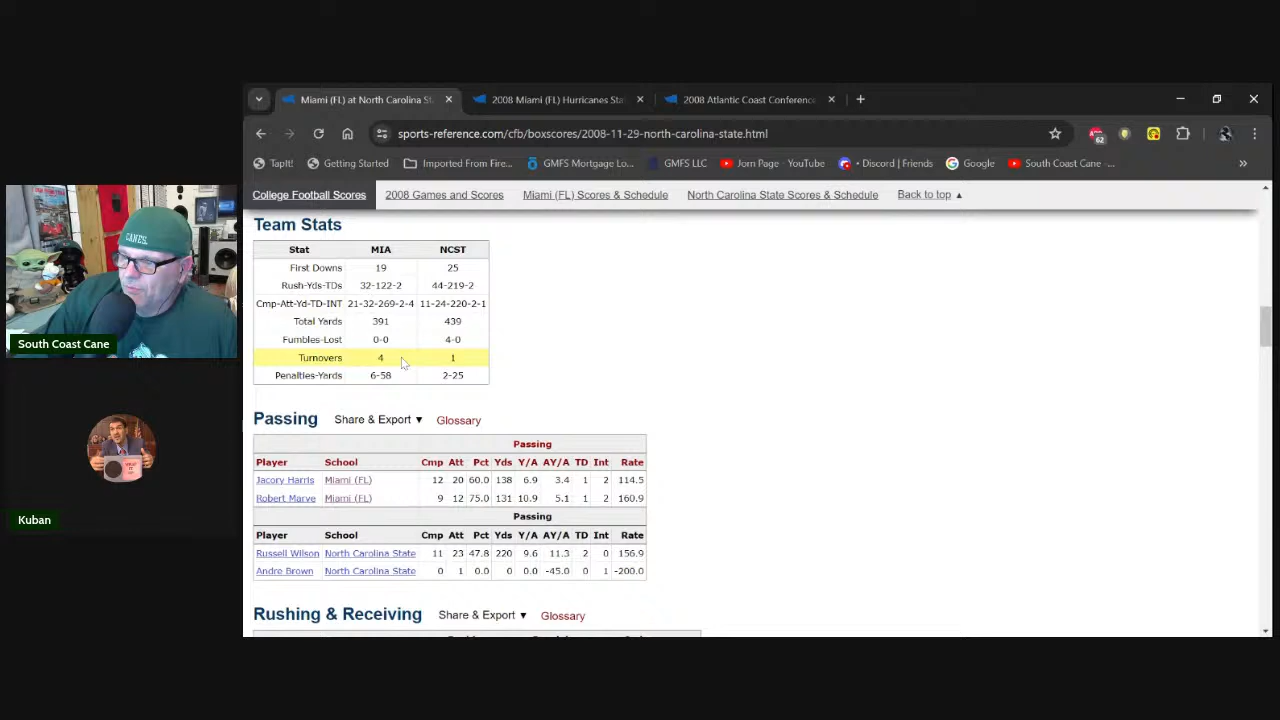 Miami (FL) at North Carolina St
2008 Miami (FL) Hurricanes Sta
2008 Atlantic Coast Conference
sports-reference.com/cfb/boxscores/2008-11-29-north-carolina-state.html
62
TapIt! Getting Started Imported From Fire... GMFS Mortgage Lo... GMFS LLC Jorn Page - YouTube • Discord | Friends Google South Coast Cane -... »
College Football Scores 2008 Games and Scores Miami (FL) Scores & Schedule North Carolina State Scores & Schedule Back to top ▲
Team Stats
Stat MIA NCST
First Downs 19 25
Rush-Yds-TDs 32-122-2 44-219-2
Cmp-Att-Yd-TD-INT 21-32-269-2-4 11-24-220-2-1
Total Yards 391 439
Fumbles-Lost 0-0 4-0
Turnovers 4 1
Penalties-Yards 6-58 2-25
Passing Share & Export ▼ Glossary
Passing
Player School Cmp Att Pct Yds Y/A AY/A TD Int Rate
Jacory Harris Miami (FL) 12 20 60.0 138 6.9 3.4 1 2 114.5
Robert Marve Miami (FL) 9 12 75.0 131 10.9 5.1 1 2 160.9
Passing
Player School Cmp Att Pct Yds Y/A AY/A TD Int Rate
Russell Wilson North Carolina State 11 23 47.8 220 9.6 11.3 2 0 156.9
Andre Brown North Carolina State 0 1 0.0 0 0.0 -45.0 0 1 -200.0
Rushing & Receiving Share & Export ▼ Glossary
CANES
South Coast Cane
Kuban